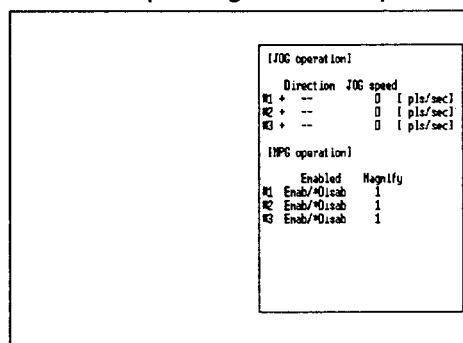 [JOG operation]
Direction JOG speed
#1 + -- 0 [ pls/sec]
#2 + -- 0 [ pls/sec]
#3 + -- 0 [ pls/sec]
[MPG operation]
Enabled Magnify
#1 Enab/*Disab 1
#2 Enab/*Disab 1
#3 Enab/*Disab 1